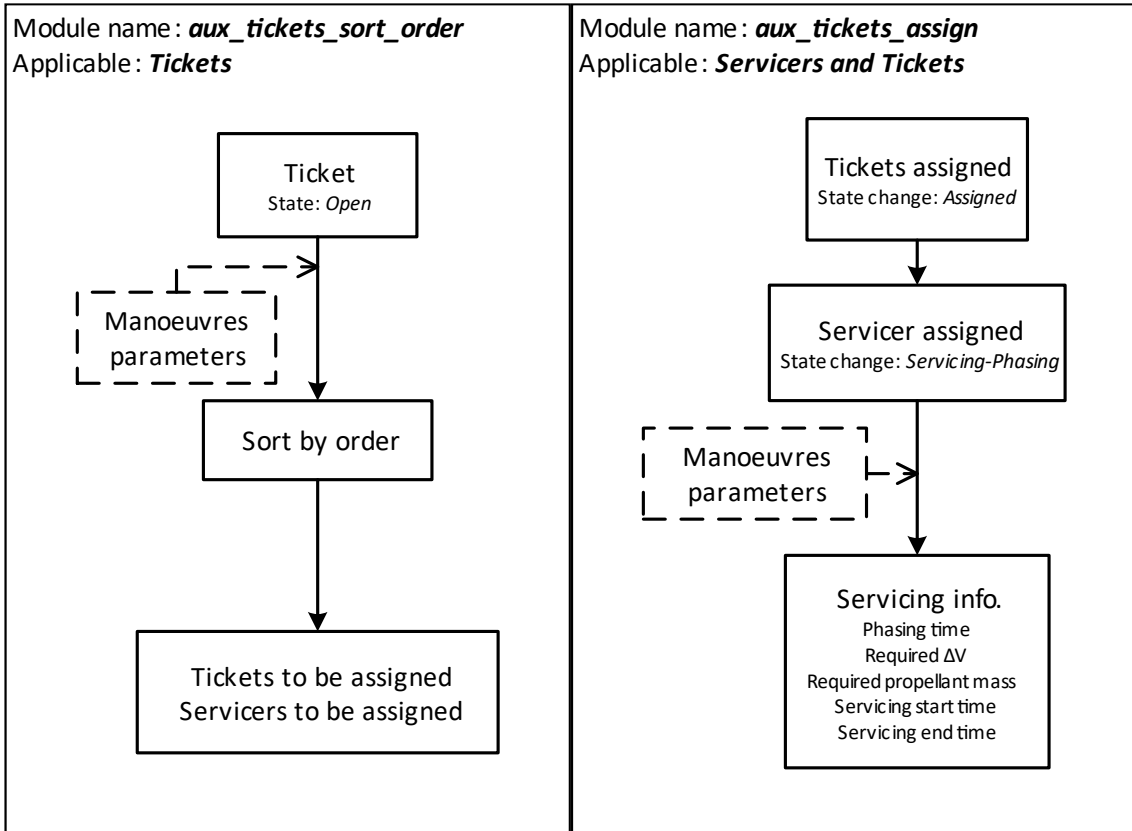 Module name: aux_tickets_sort_order
Applicable: Tickets
Ticket
State: Open
Manoeuvres
parameters
Sort by order
Tickets to be assigned
Servicers to be assigned
Module name: aux_tickets_assign
Applicable: Servicers and Tickets
Tickets assigned
State change: Assigned
Servicer assigned
State change: Servicing-Phasing
Manoeuvres
parameters
Servicing info.
Phasing time
Required ΔV
Required propellant mass
Servicing start time
Servicing end time